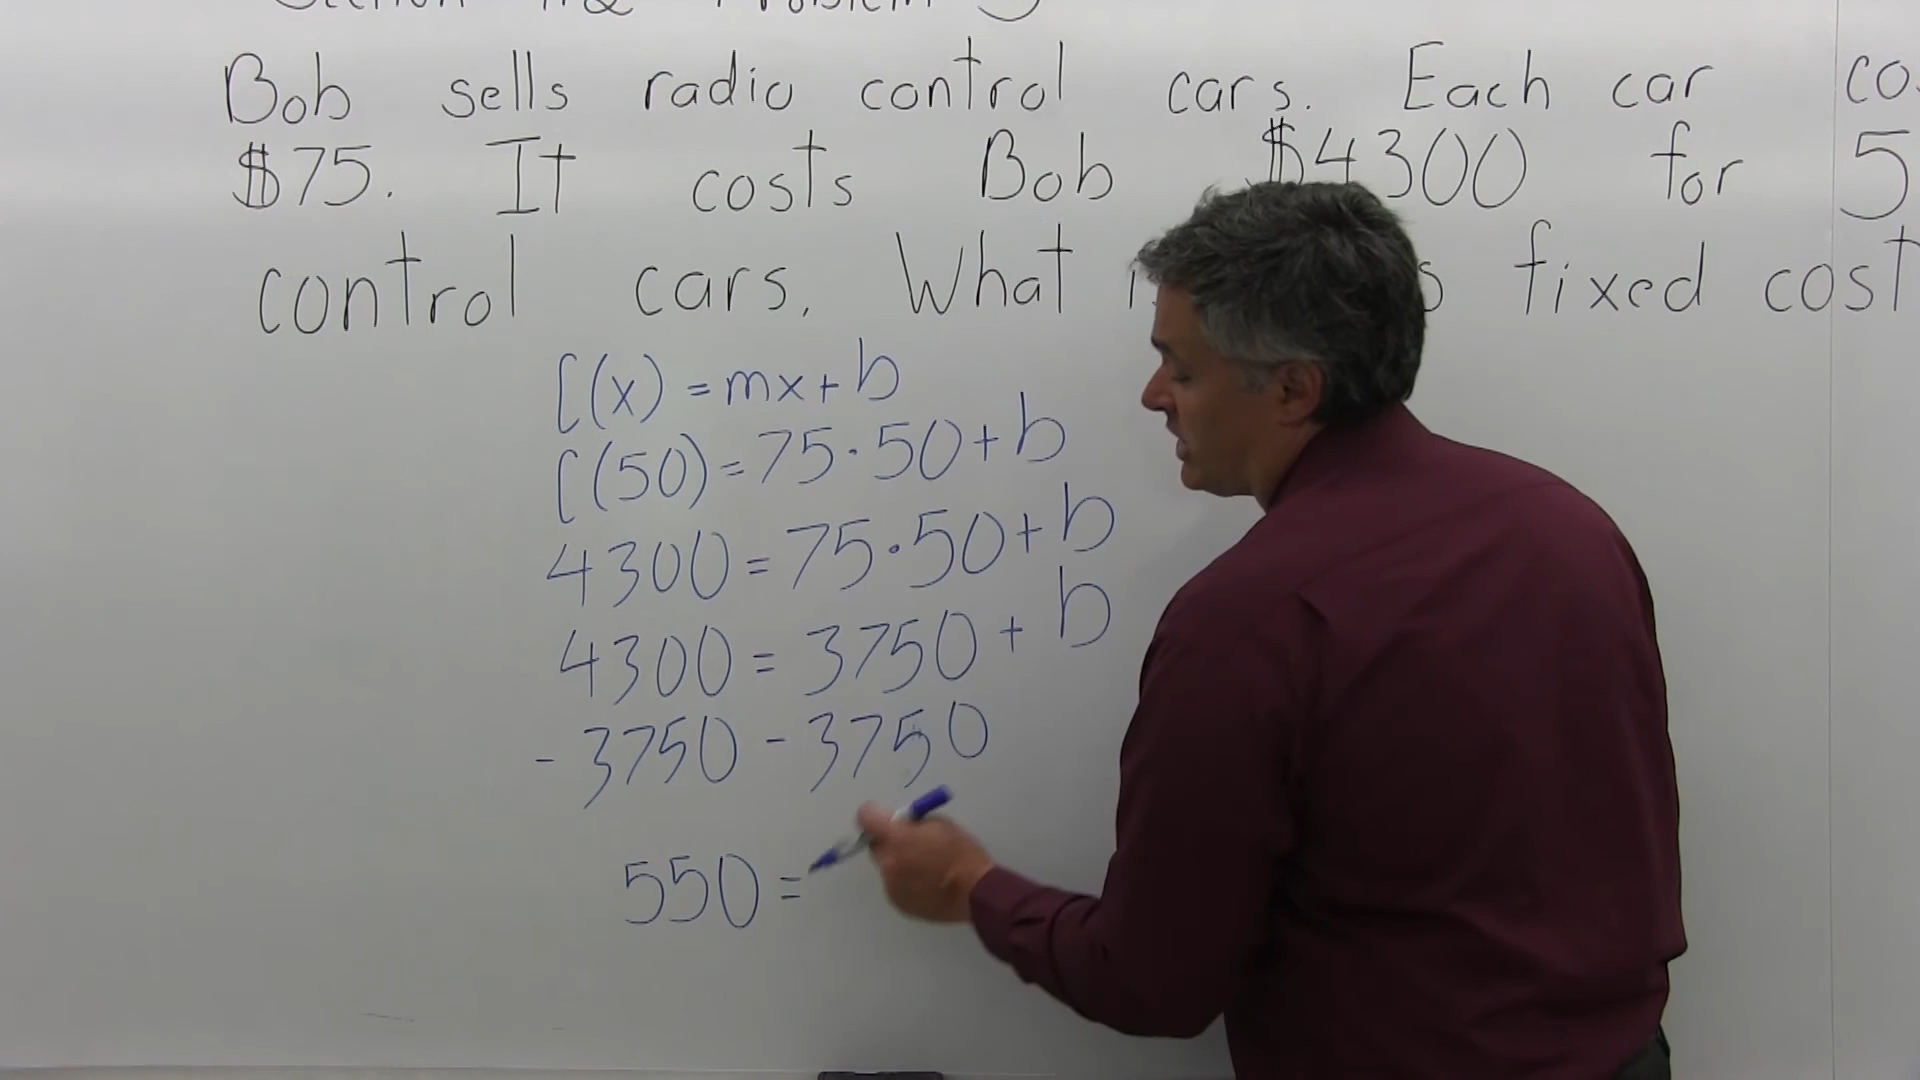 Problem
Bob sells radio control cars. Each car
$75. It costs Bob $4300 for 5
control cars. What fixed cost
C(x) = mx + b
C(50) = 75·50 + b
4300 = 75·50 + b
4300 = 3750 + b
- 3750 - 3750
550 =